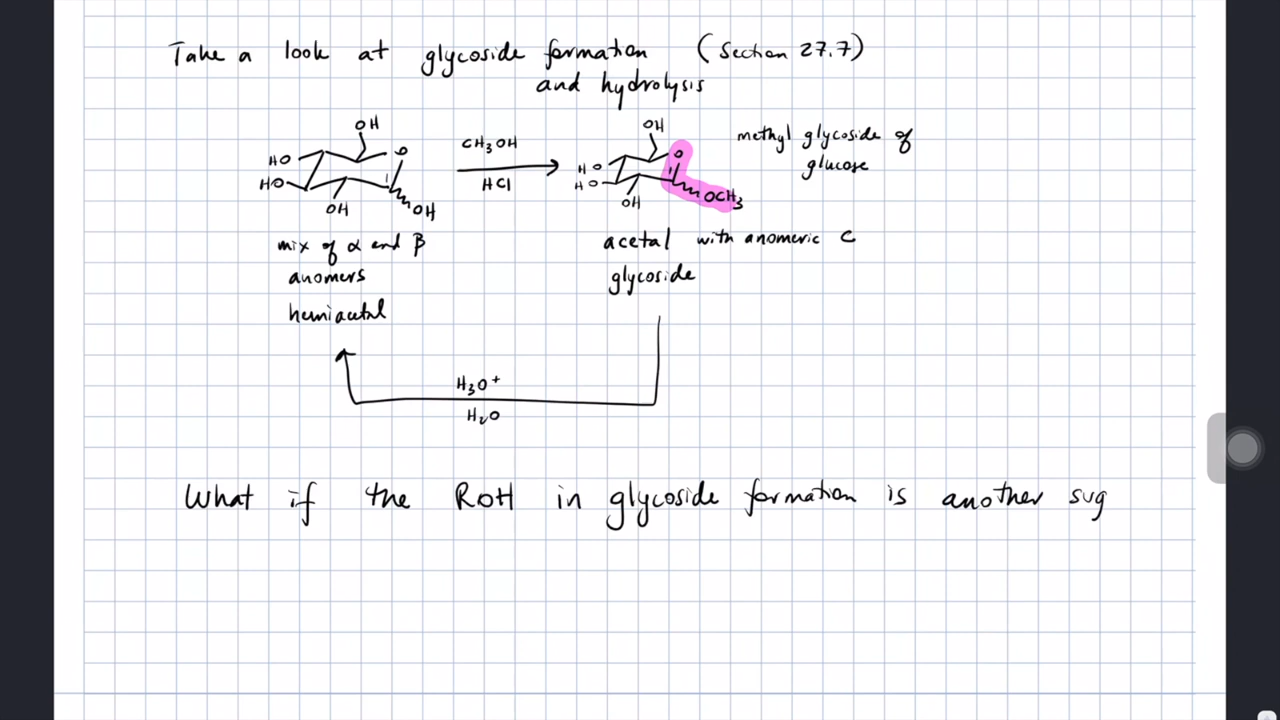 Take a look at glycoside formation (Section 27.7)
and hydrolysis
OH
HO
HO
O
1
OH
OH
CH3OH
HCl
OH
HO
HO
O
1
OH
OCH3
methyl glycoside of
glucose
mix of α and β
anomers
hemiacetal
acetal with anomeric C
glycoside
H3O+
H2O
What if the ROH in glycoside formation is another sug